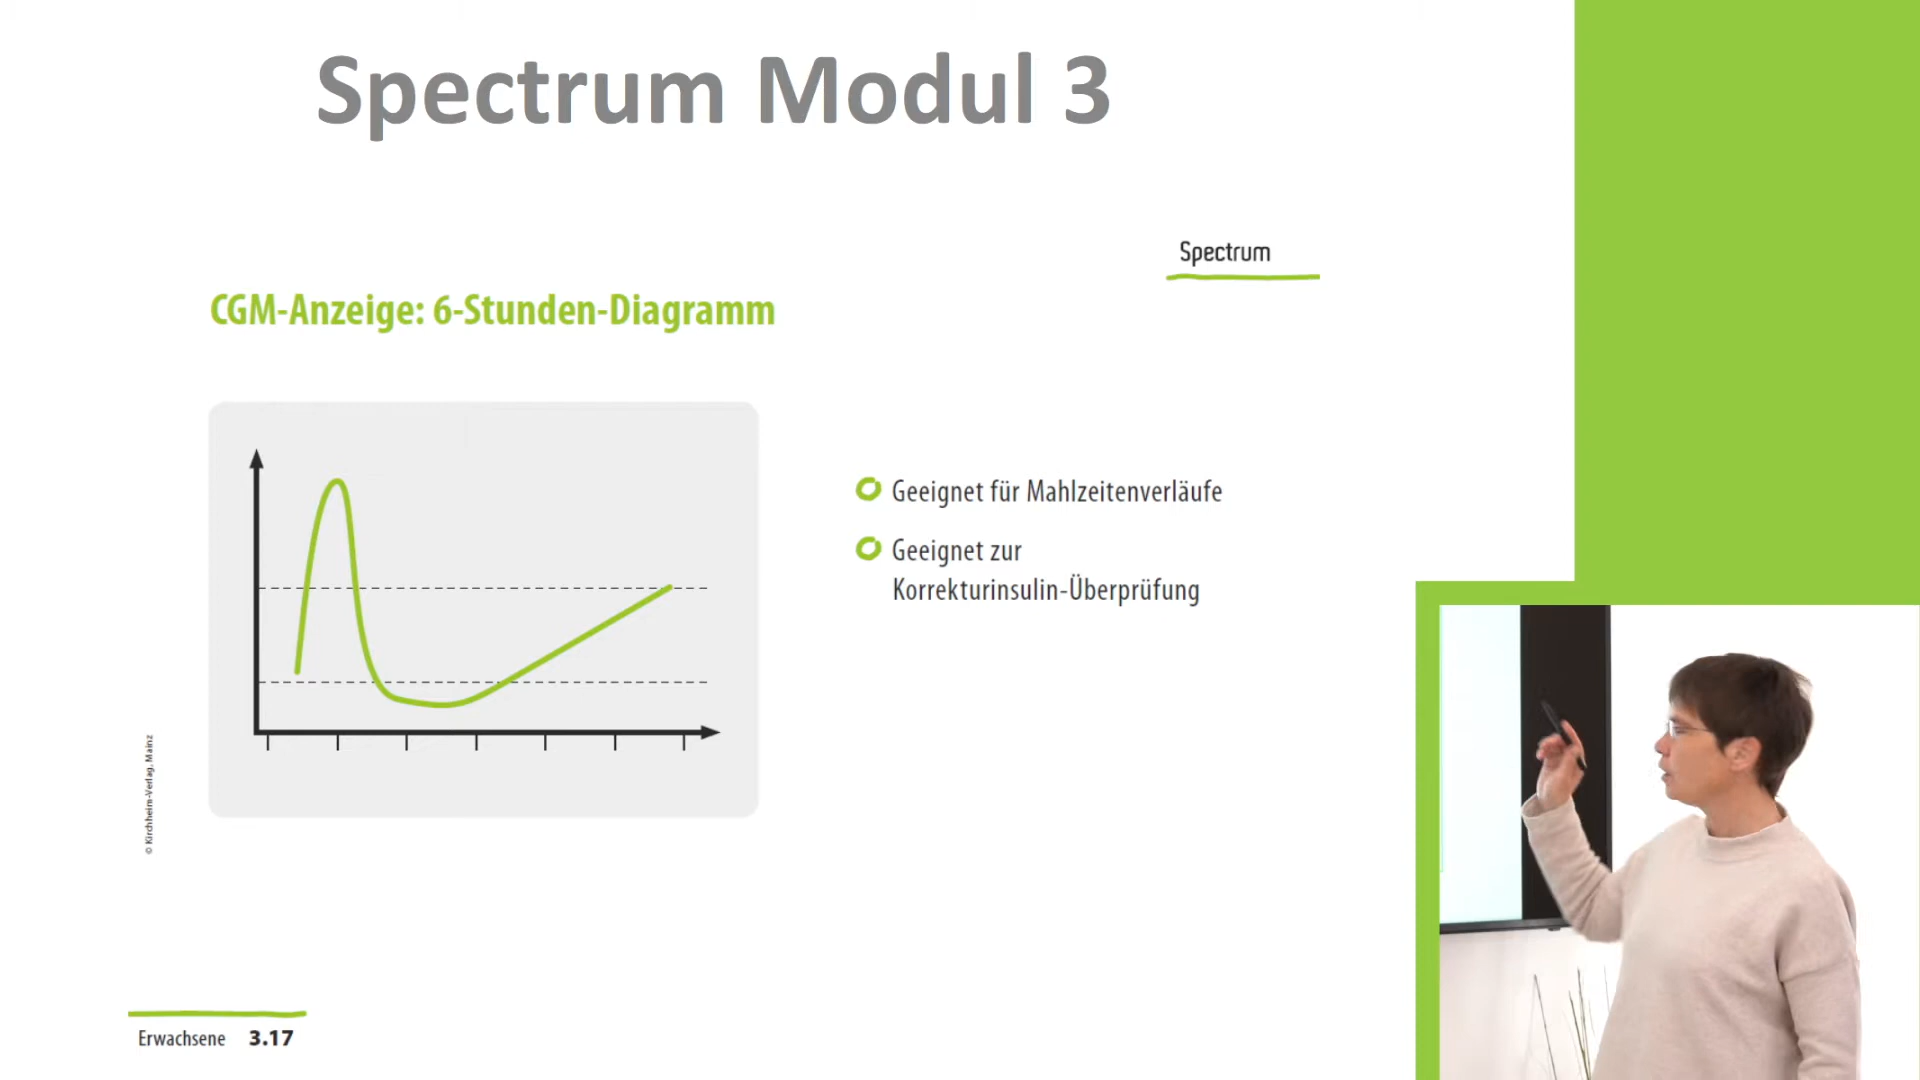 Spectrum Modul 3
Spectrum
CGM-Anzeige: 6-Stunden-Diagramm
Geeignet für Mahlzeitenverläufe
Geeignet zur
Korrekturinsulin-Überprüfung
© Kirchheim-Verlag, Mainz
Erwachsene 3.17